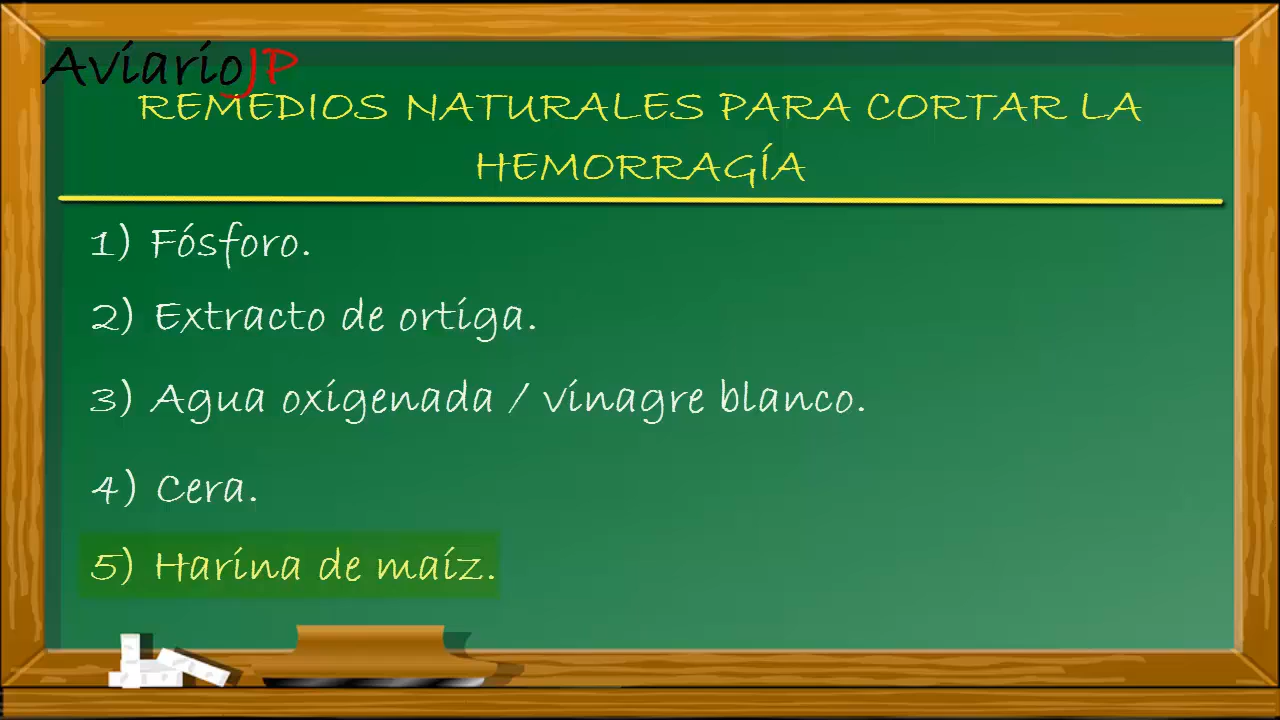 AviarioJP
REMEDIOS NATURALES PARA CORTAR LA
HEMORRAGÍA
1) Fósforo.
2) Extracto de ortiga.
3) Agua oxigenada / vinagre blanco.
4) Cera.
5) Harina de maíz.